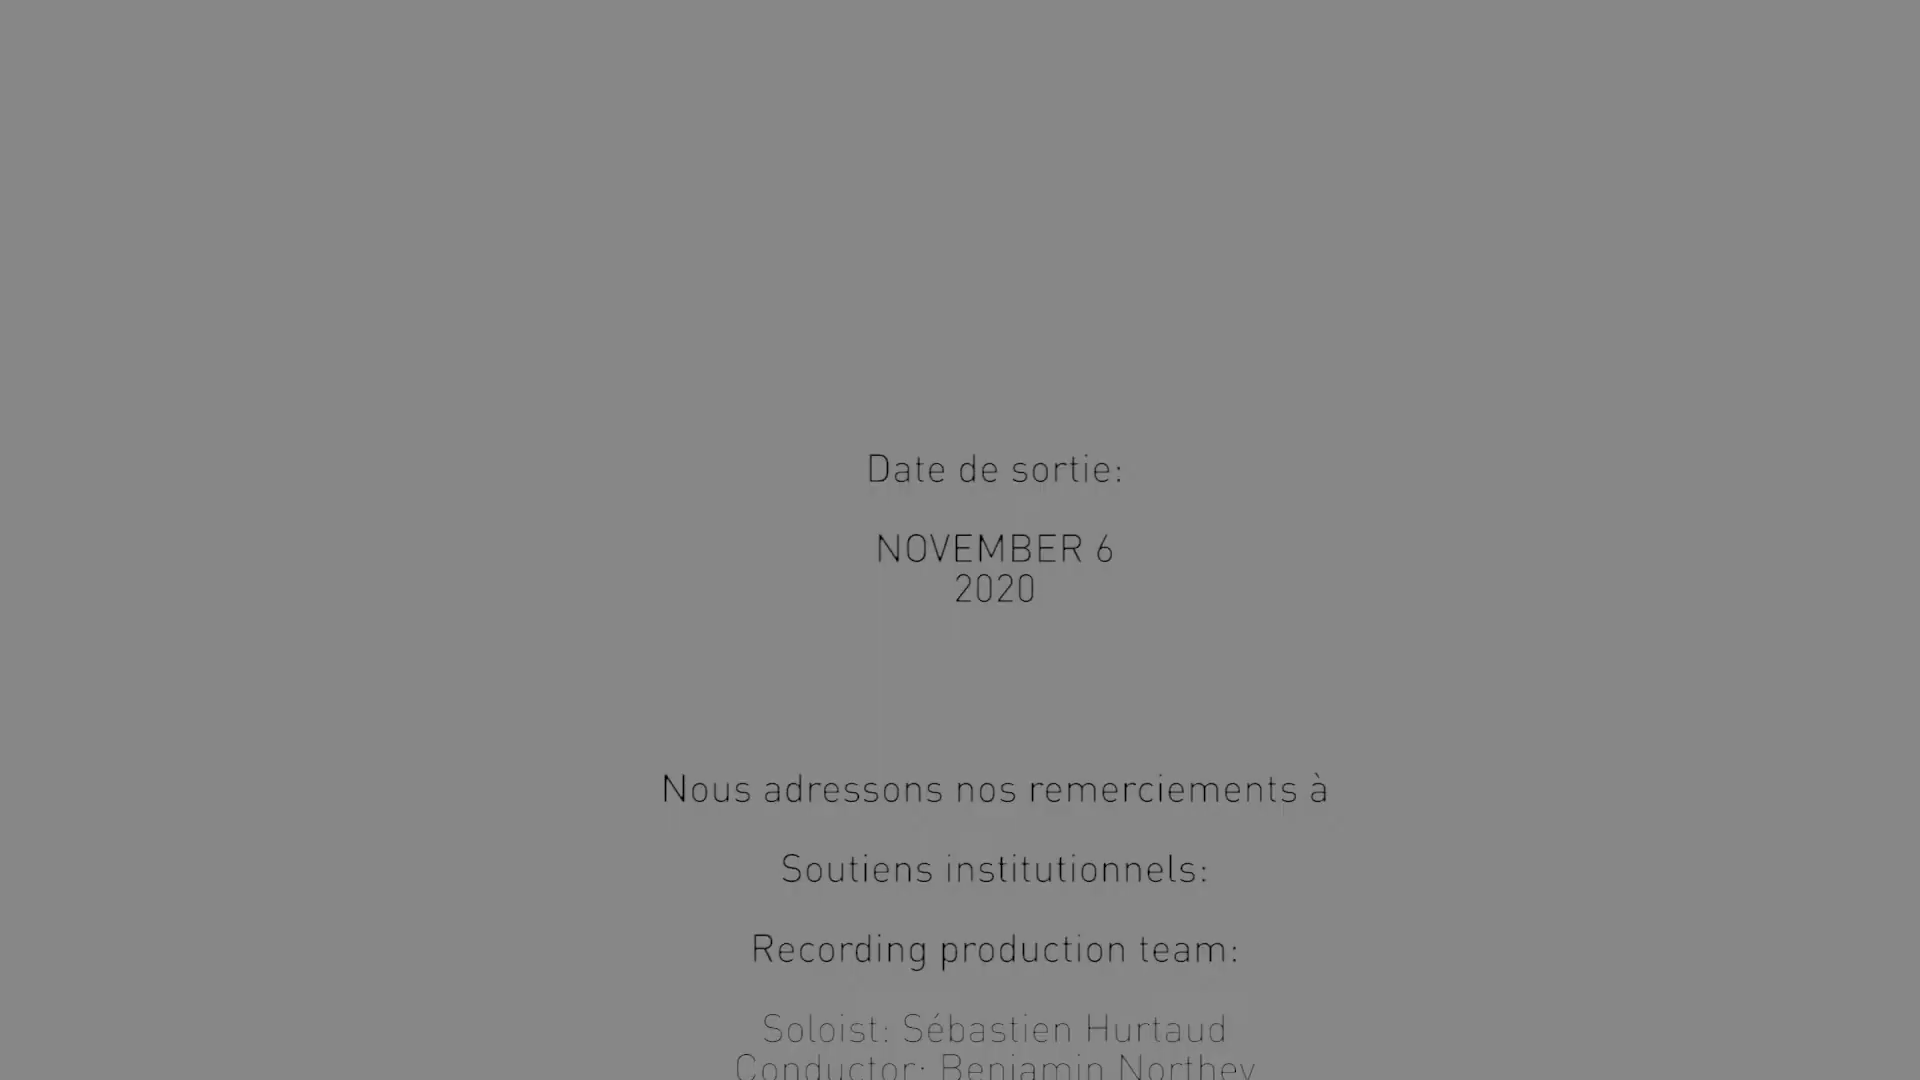 Date de sortie:
NOVEMBER 6
2020
Nous adressons nos remerciements à
Soutiens institutionnels:
Recording production team:
Soloist: Sébastien Hurtaud
Conductor: Benjamin Northey